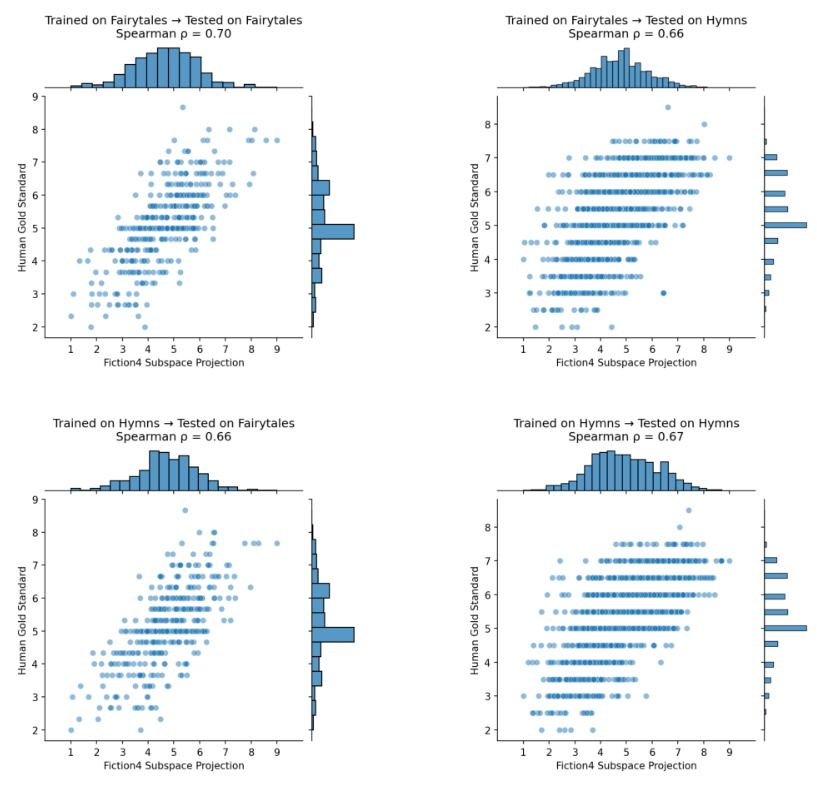 Trained on Fairytales → Tested on Fairytales
Spearman ρ = 0.70
9
8
7
6
5
4
3
2
Human Gold Standard
1 2 3 4 5 6 7 8 9
Fiction4 Subspace Projection
Trained on Fairytales → Tested on Hymns
Spearman ρ = 0.66
8
7
6
5
4
3
2
Human Gold Standard
1 2 3 4 5 6 7 8 9
Fiction4 Subspace Projection
Trained on Hymns → Tested on Fairytales
Spearman ρ = 0.66
9
8
7
6
5
4
3
2
Human Gold Standard
1 2 3 4 5 6 7 8 9
Fiction4 Subspace Projection
Trained on Hymns → Tested on Hymns
Spearman ρ = 0.67
8
7
6
5
4
3
2
Human Gold Standard
1 2 3 4 5 6 7 8 9
Fiction4 Subspace Projection